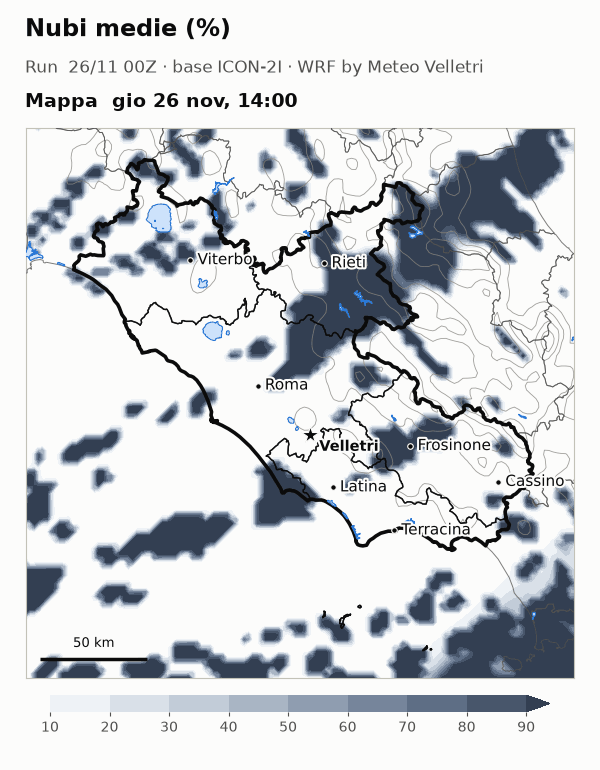 Nubi medie (%)
Run 26/11 00Z · base ICON-2I · WRF by Meteo Velletri
Mappa gio 26 nov, 14:00
Viterbo
Rieti
Roma
Velletri
Frosinone
Cassino
Latina
Terracina
50 km
10 20 30 40 50 60 70 80 90